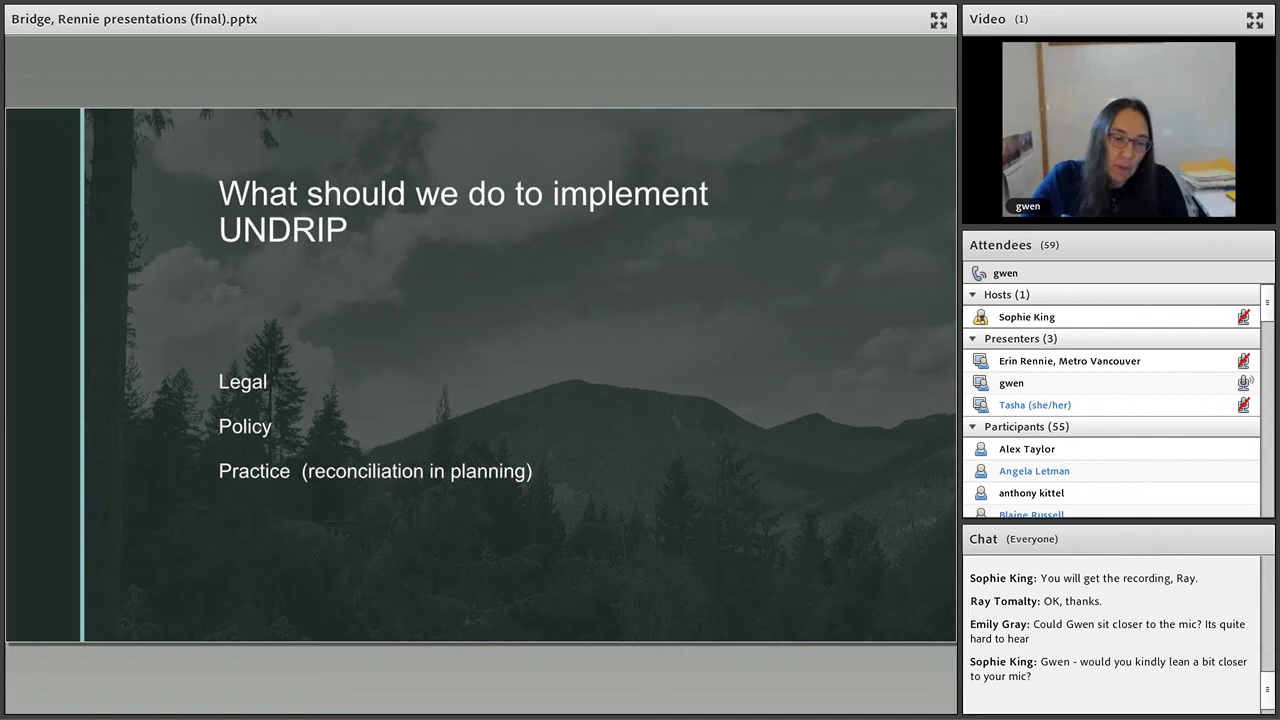 Bridge, Rennie presentations (final).pptx
What should we do to implement
UNDRIP
Legal
Policy
Practice (reconciliation in planning)
Video (1)
gwen
Attendees (59)
gwen
Hosts (1)
Sophie King
Presenters (3)
Erin Rennie, Metro Vancouver
gwen
Tasha (she/her)
Participants (55)
Alex Taylor
Angela Letman
anthony kittel
Blaine Russell
Chat (Everyone)
Sophie King: You will get the recording, Ray.
Ray Tomalty: OK, thanks.
Emily Gray: Could Gwen sit closer to the mic? Its quite
hard to hear
Sophie King: Gwen - would you kindly lean a bit closer
to your mic?